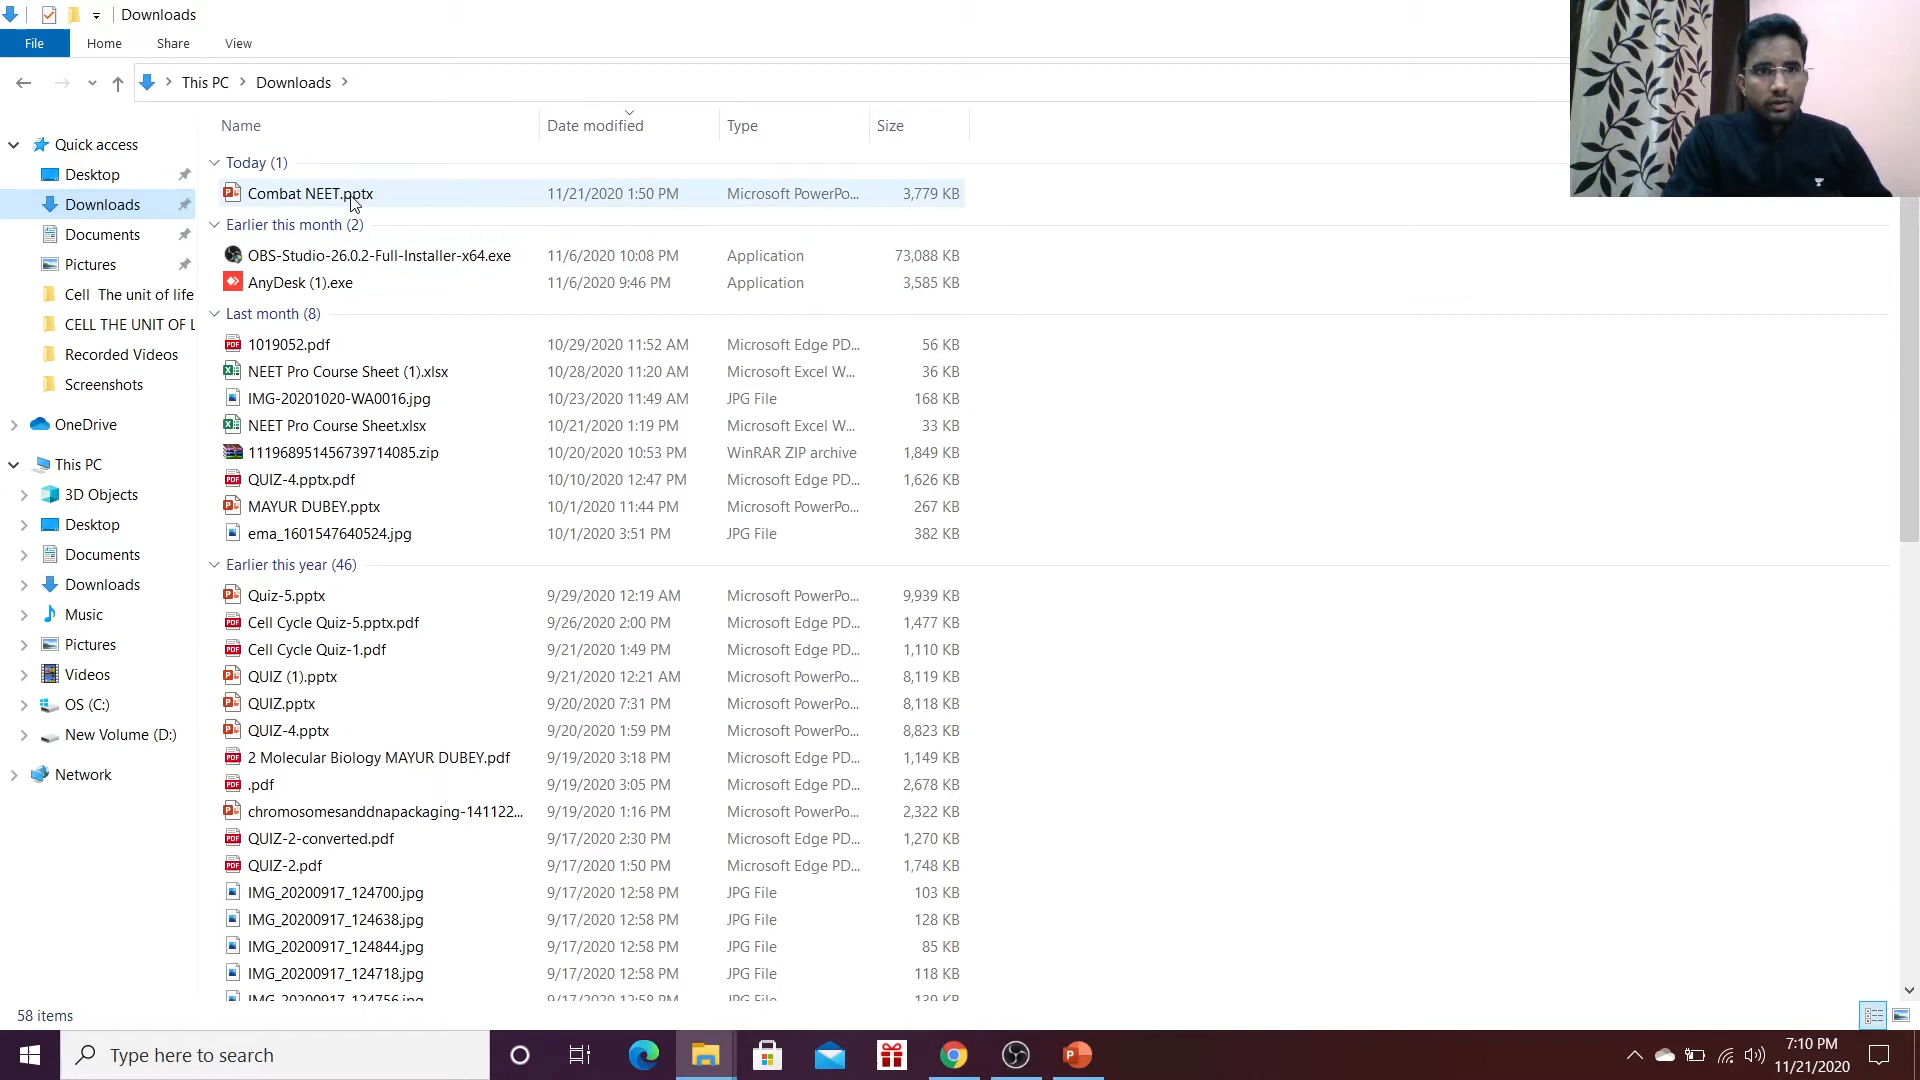 Downloads
File Home Share View
This PC Downloads
Name Date modified Type Size
Quick access
Desktop
Downloads
Documents
Pictures
Cell The unit of life
CELL THE UNIT OF L
Recorded Videos
Screenshots
OneDrive
This PC
3D Objects
Desktop
Documents
Downloads
Music
Pictures
Videos
OS (C:)
New Volume (D:)
Network
Today (1)
Combat NEET.pptx 11/21/2020 1:50 PM Microsoft PowerPo... 3,779 KB
Earlier this month (2)
OBS-Studio-26.0.2-Full-Installer-x64.exe 11/6/2020 10:08 PM Application 73,088 KB
AnyDesk (1).exe 11/6/2020 9:46 PM Application 3,585 KB
Last month (8)
1019052.pdf 10/29/2020 11:52 AM Microsoft Edge PD... 56 KB
NEET Pro Course Sheet (1).xlsx 10/28/2020 11:20 AM Microsoft Excel W... 36 KB
IMG-20201020-WA0016.jpg 10/23/2020 11:49 AM JPG File 168 KB
NEET Pro Course Sheet.xlsx 10/21/2020 1:19 PM Microsoft Excel W... 33 KB
111968951456739714085.zip 10/20/2020 10:53 PM WinRAR ZIP archive 1,849 KB
QUIZ-4.pptx.pdf 10/10/2020 12:47 PM Microsoft Edge PD... 1,626 KB
MAYUR DUBEY.pptx 10/1/2020 11:44 PM Microsoft PowerPo... 267 KB
ema_1601547640524.jpg 10/1/2020 3:51 PM JPG File 382 KB
Earlier this year (46)
Quiz-5.pptx 9/29/2020 12:19 AM Microsoft PowerPo... 9,939 KB
Cell Cycle Quiz-5.pptx.pdf 9/26/2020 2:00 PM Microsoft Edge PD... 1,477 KB
Cell Cycle Quiz-1.pdf 9/21/2020 1:49 PM Microsoft Edge PD... 1,110 KB
QUIZ (1).pptx 9/21/2020 12:21 AM Microsoft PowerPo... 8,119 KB
QUIZ.pptx 9/20/2020 7:31 PM Microsoft PowerPo... 8,118 KB
QUIZ-4.pptx 9/20/2020 1:59 PM Microsoft PowerPo... 8,823 KB
2 Molecular Biology MAYUR DUBEY.pdf 9/19/2020 3:18 PM Microsoft Edge PD... 1,149 KB
.pdf 9/19/2020 3:05 PM Microsoft Edge PD... 2,678 KB
chromosomesanddnapackaging-141122... 9/19/2020 1:16 PM Microsoft PowerPo... 2,322 KB
QUIZ-2-converted.pdf 9/17/2020 2:30 PM Microsoft Edge PD... 1,270 KB
QUIZ-2.pdf 9/17/2020 1:50 PM Microsoft Edge PD... 1,748 KB
IMG_20200917_124700.jpg 9/17/2020 12:58 PM JPG File 103 KB
IMG_20200917_124638.jpg 9/17/2020 12:58 PM JPG File 128 KB
IMG_20200917_124844.jpg 9/17/2020 12:58 PM JPG File 85 KB
IMG_20200917_124718.jpg 9/17/2020 12:58 PM JPG File 118 KB
IMG_20200917_124756.jpg 9/17/2020 12:58 PM JPG File 139 KB
58 items
Type here to search
7:10 PM
11/21/2020